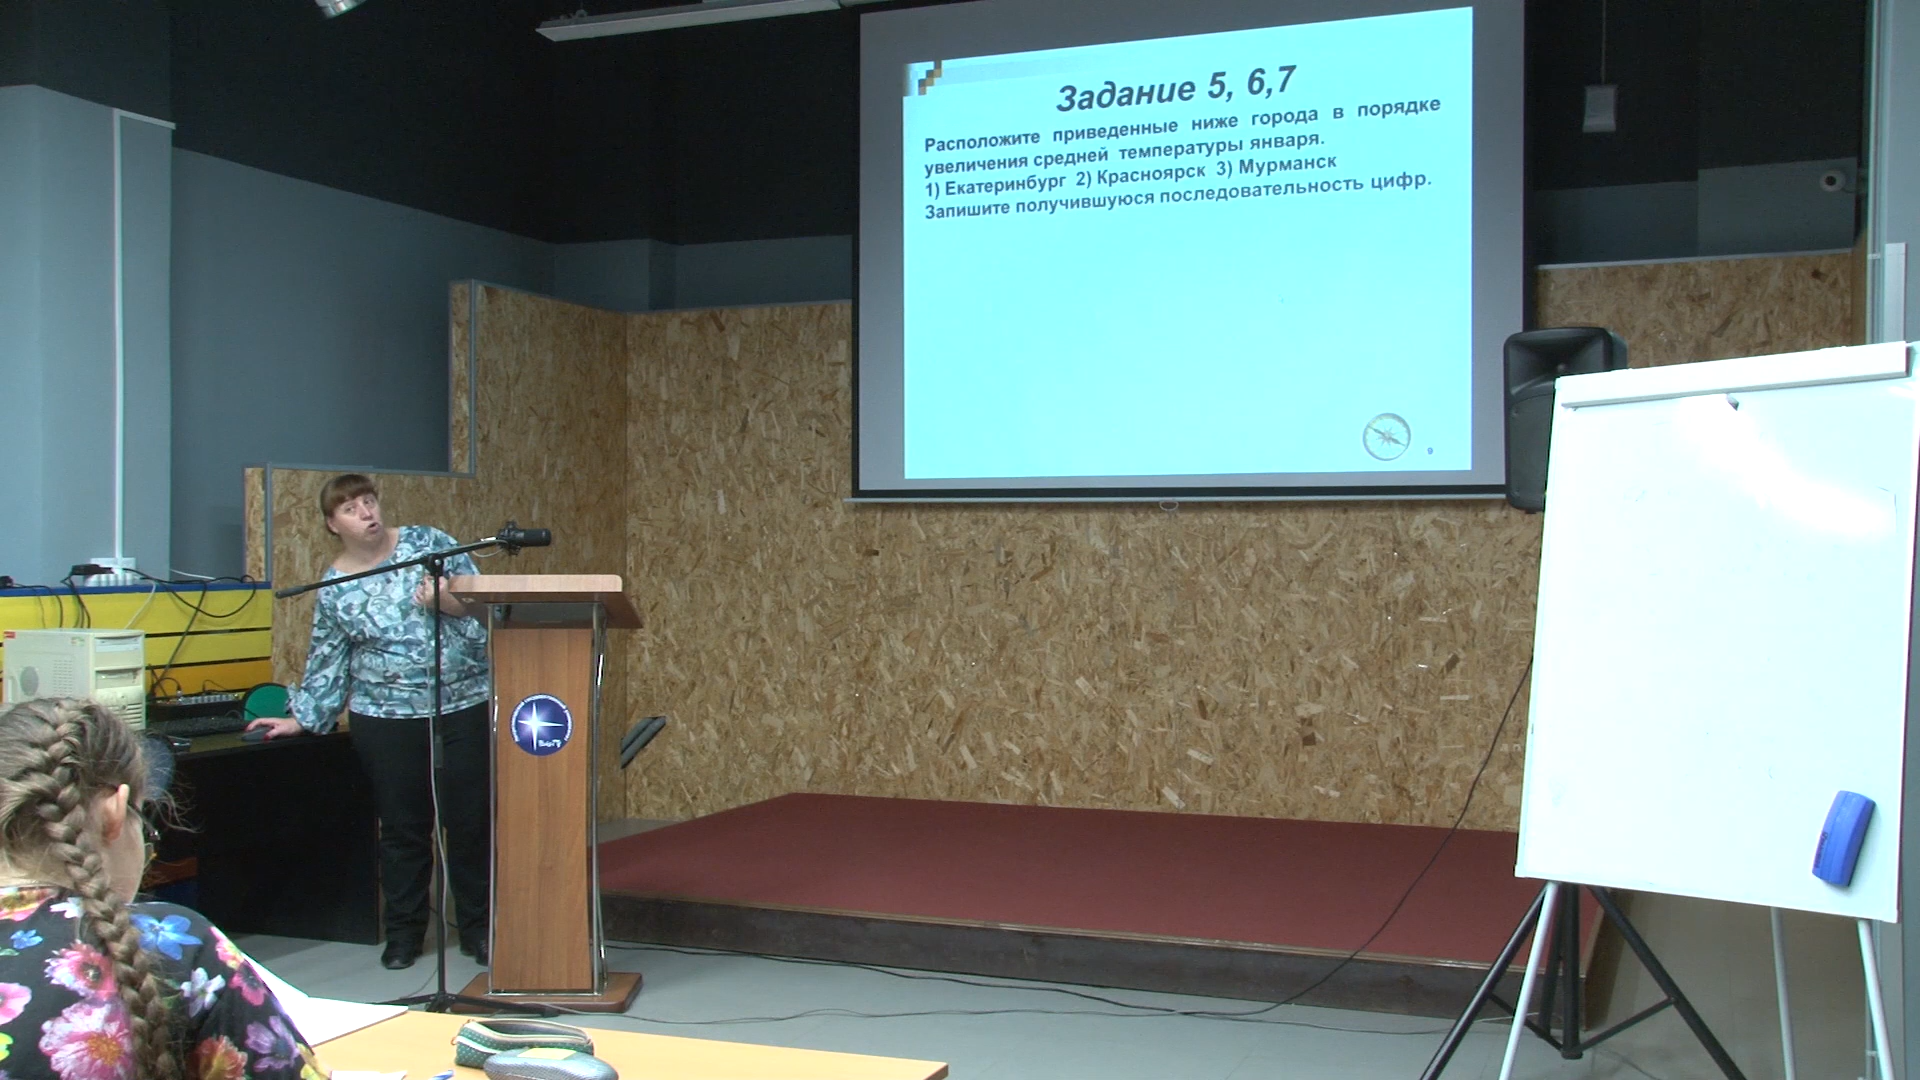 Задание 5, 6,7
Расположите приведенные ниже города в порядке
увеличения средней температуры января.
1) Екатеринбург 2) Красноярск 3) Мурманск
Запишите получившуюся последовательность цифр.
9